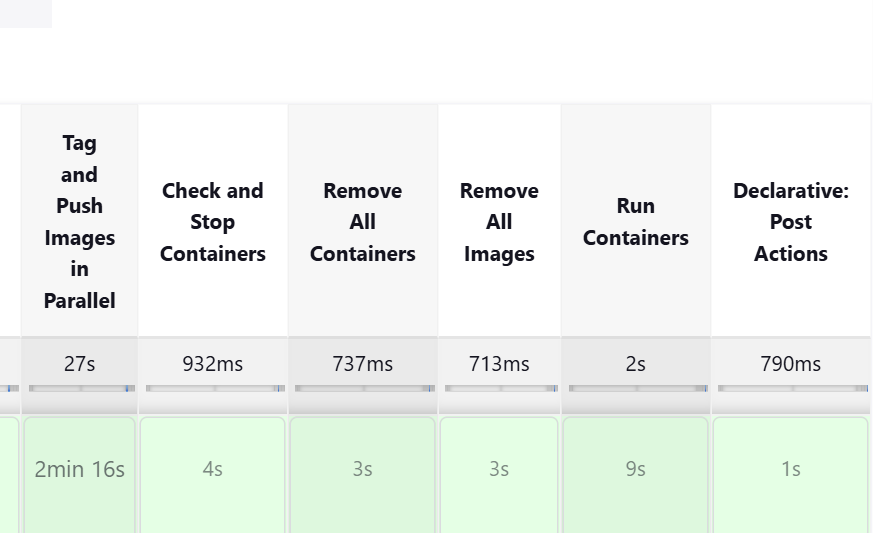 Tag
and
Push
Images
in
Parallel
Check and
Stop
Containers
Remove
All
Containers
Remove
All
Images
Run
Containers
Declarative:
Post
Actions
27s
932ms
737ms
713ms
2s
790ms
2min 16s
4s
3s
3s
9s
1s